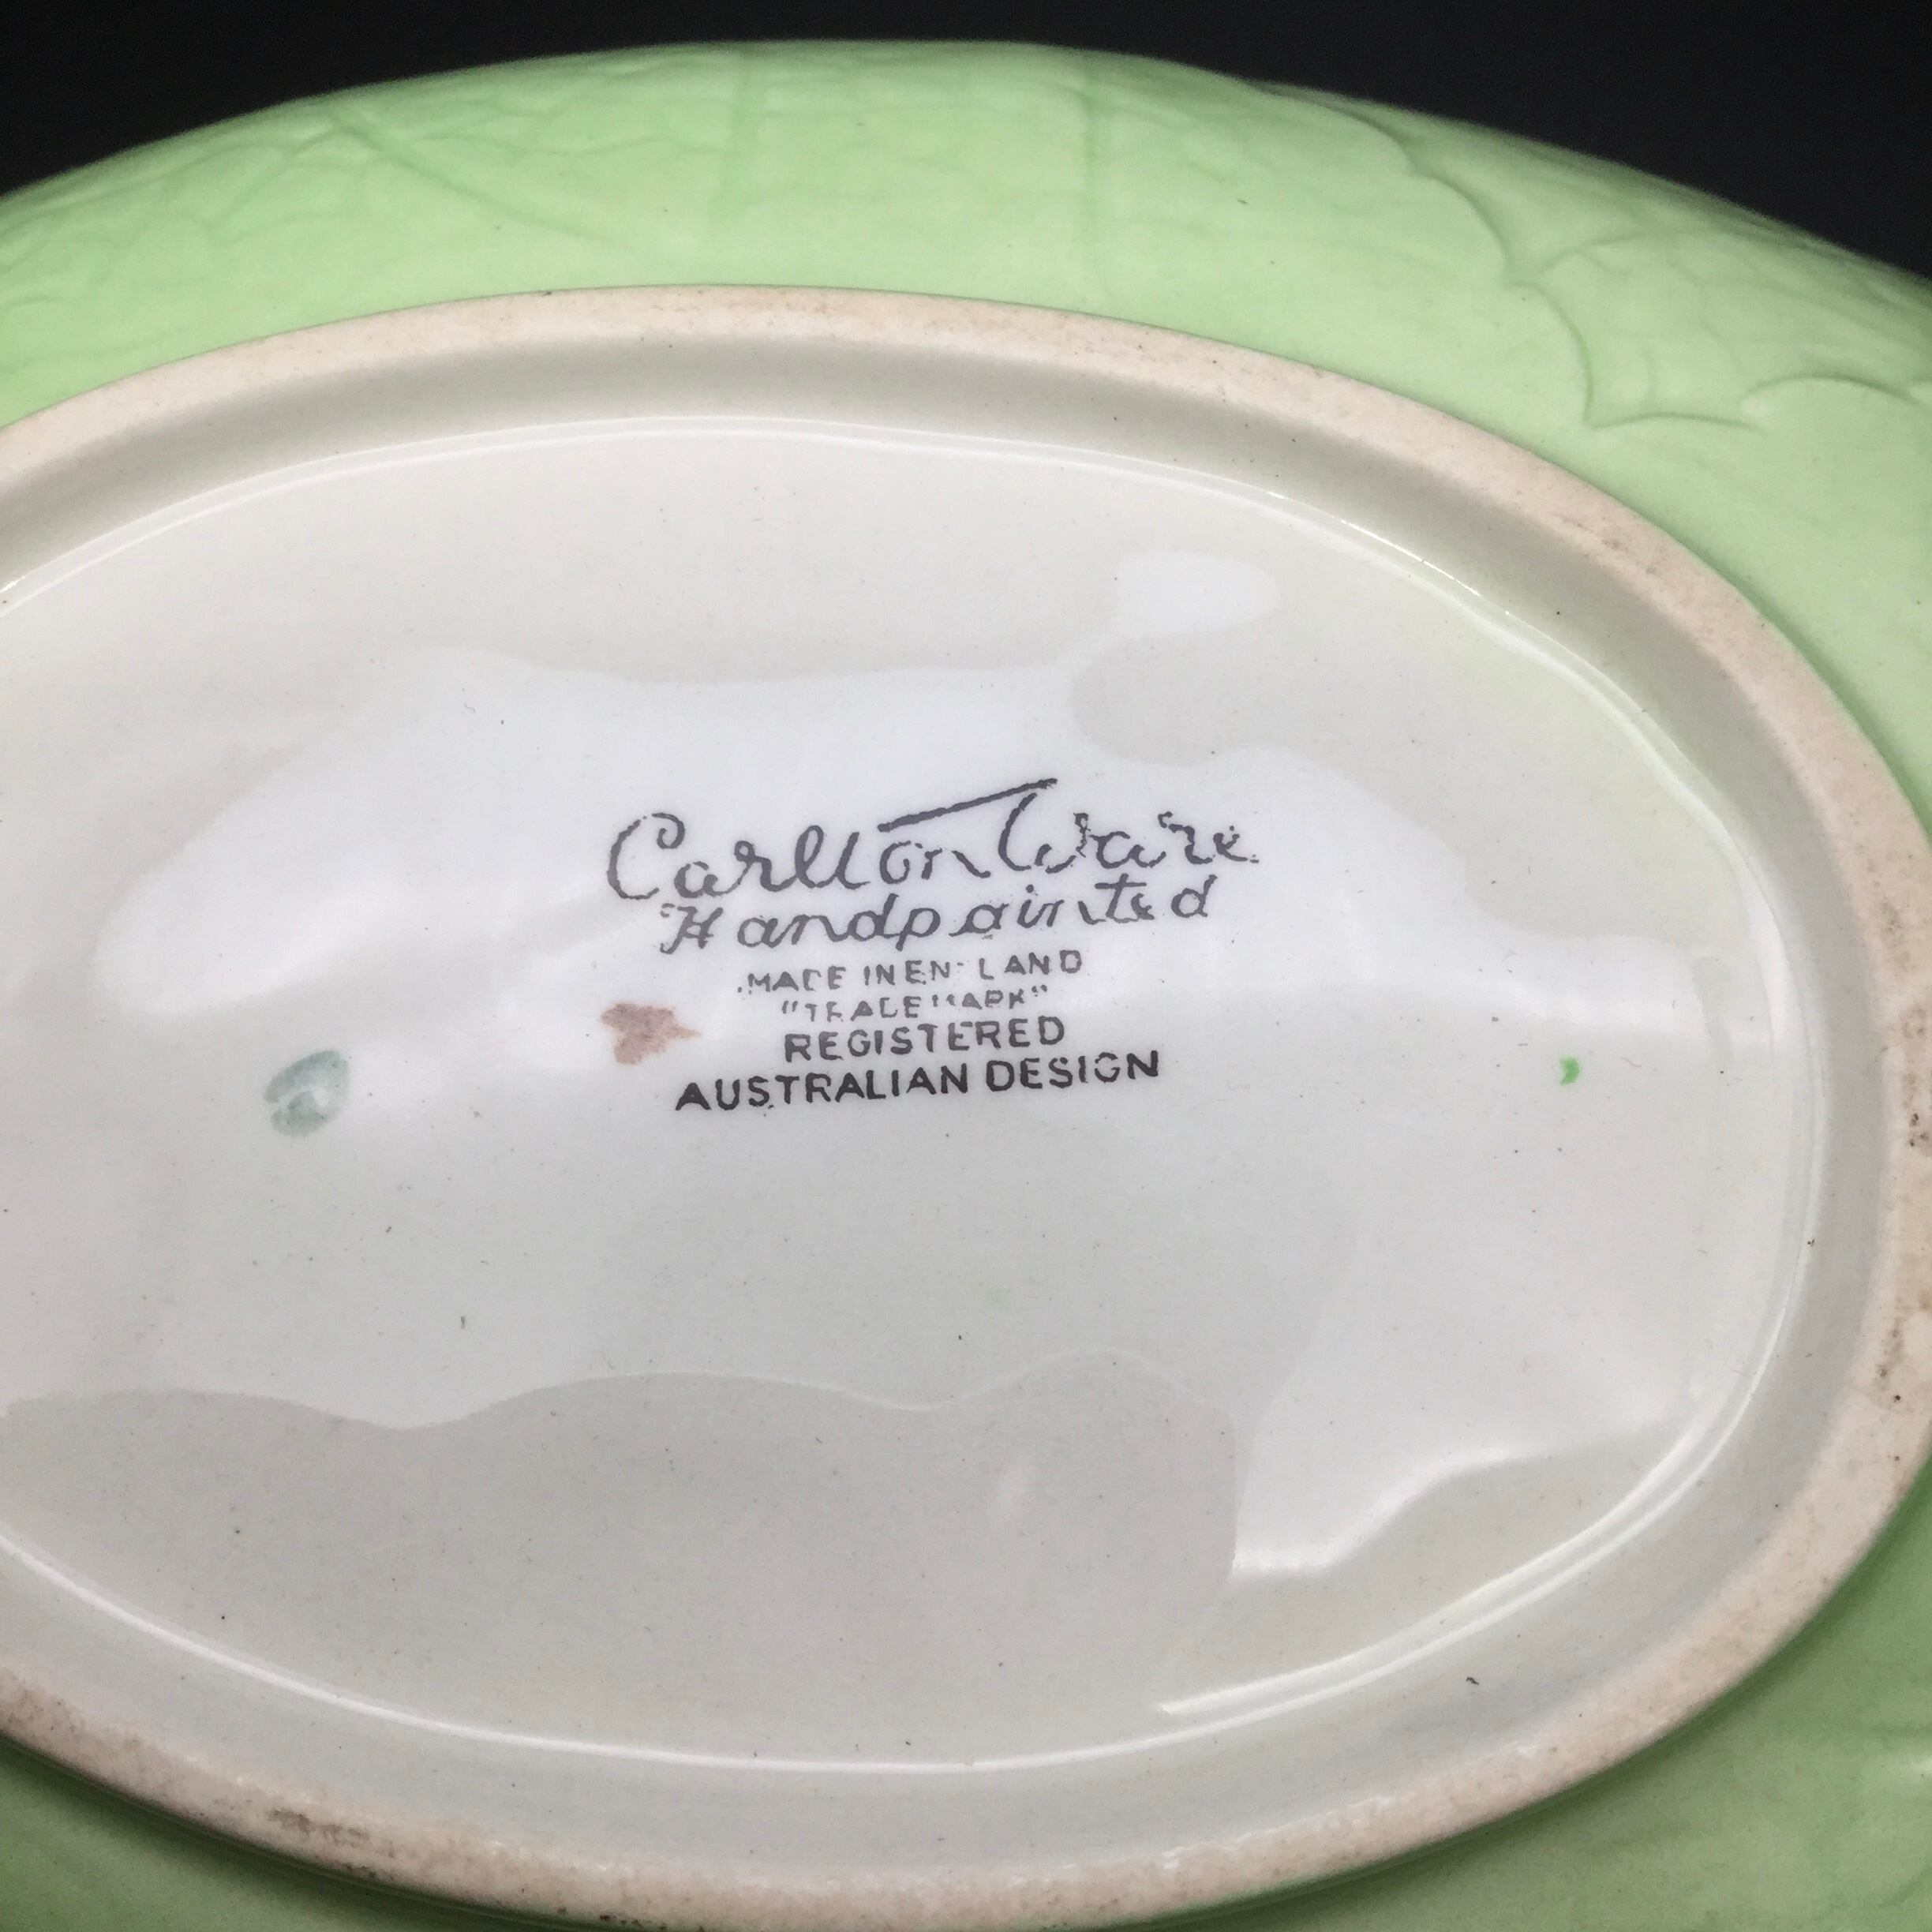 Carlton Ware
Handpainted
MADE IN ENGLAND
"TRADE MARK"
REGISTERED
AUSTRALIAN DESIGN